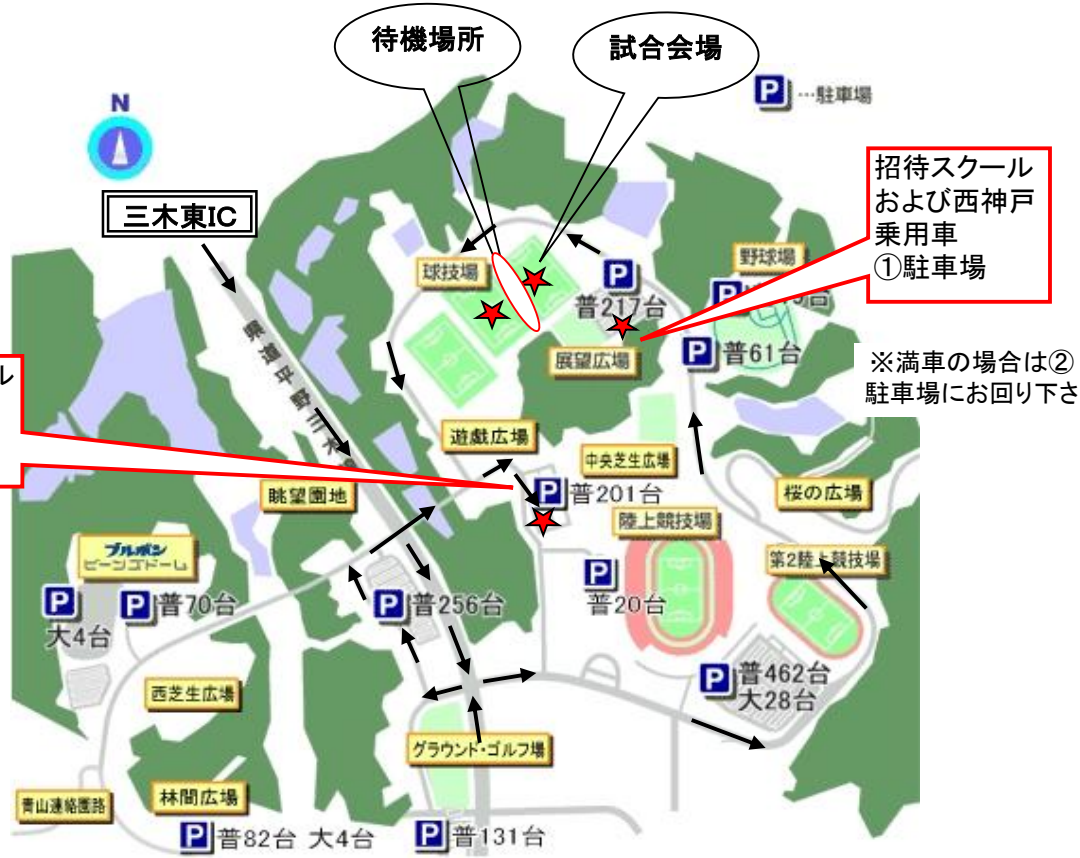 待機場所
試合会場
P …駐車場
N
三木東IC
招待スクール
および西神戸
乗用車
①駐車場
球技場
野球場
P
普217台
P
展望広場
P 普61台
※満車の場合は②
駐車場にお回り下さ
ル
遊戯広場
中央芝生広場
眺望園地
P 普201台
桜の広場
陸上競技場
ブルボン
ビーンズドーム
第2陸上競技場
P
大4台
P 普70台
P 普256台
P
普20台
P 普462台
大28台
西芝生広場
グラウンド・ゴルフ場
青山連絡園路
林間広場
P 普82台 大4台
P 普131台